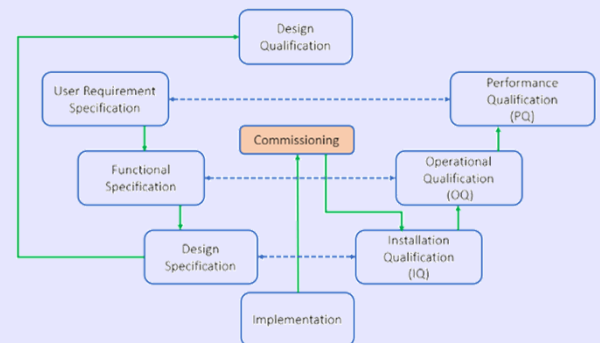 Design
Qualification
User Requirement
Specification
Performance
Qualification
(PQ)
Commissioning
Functional
Specification
Operational
Qualification
(OQ)
Design
Specification
Installation
Qualification
(IQ)
Implementation